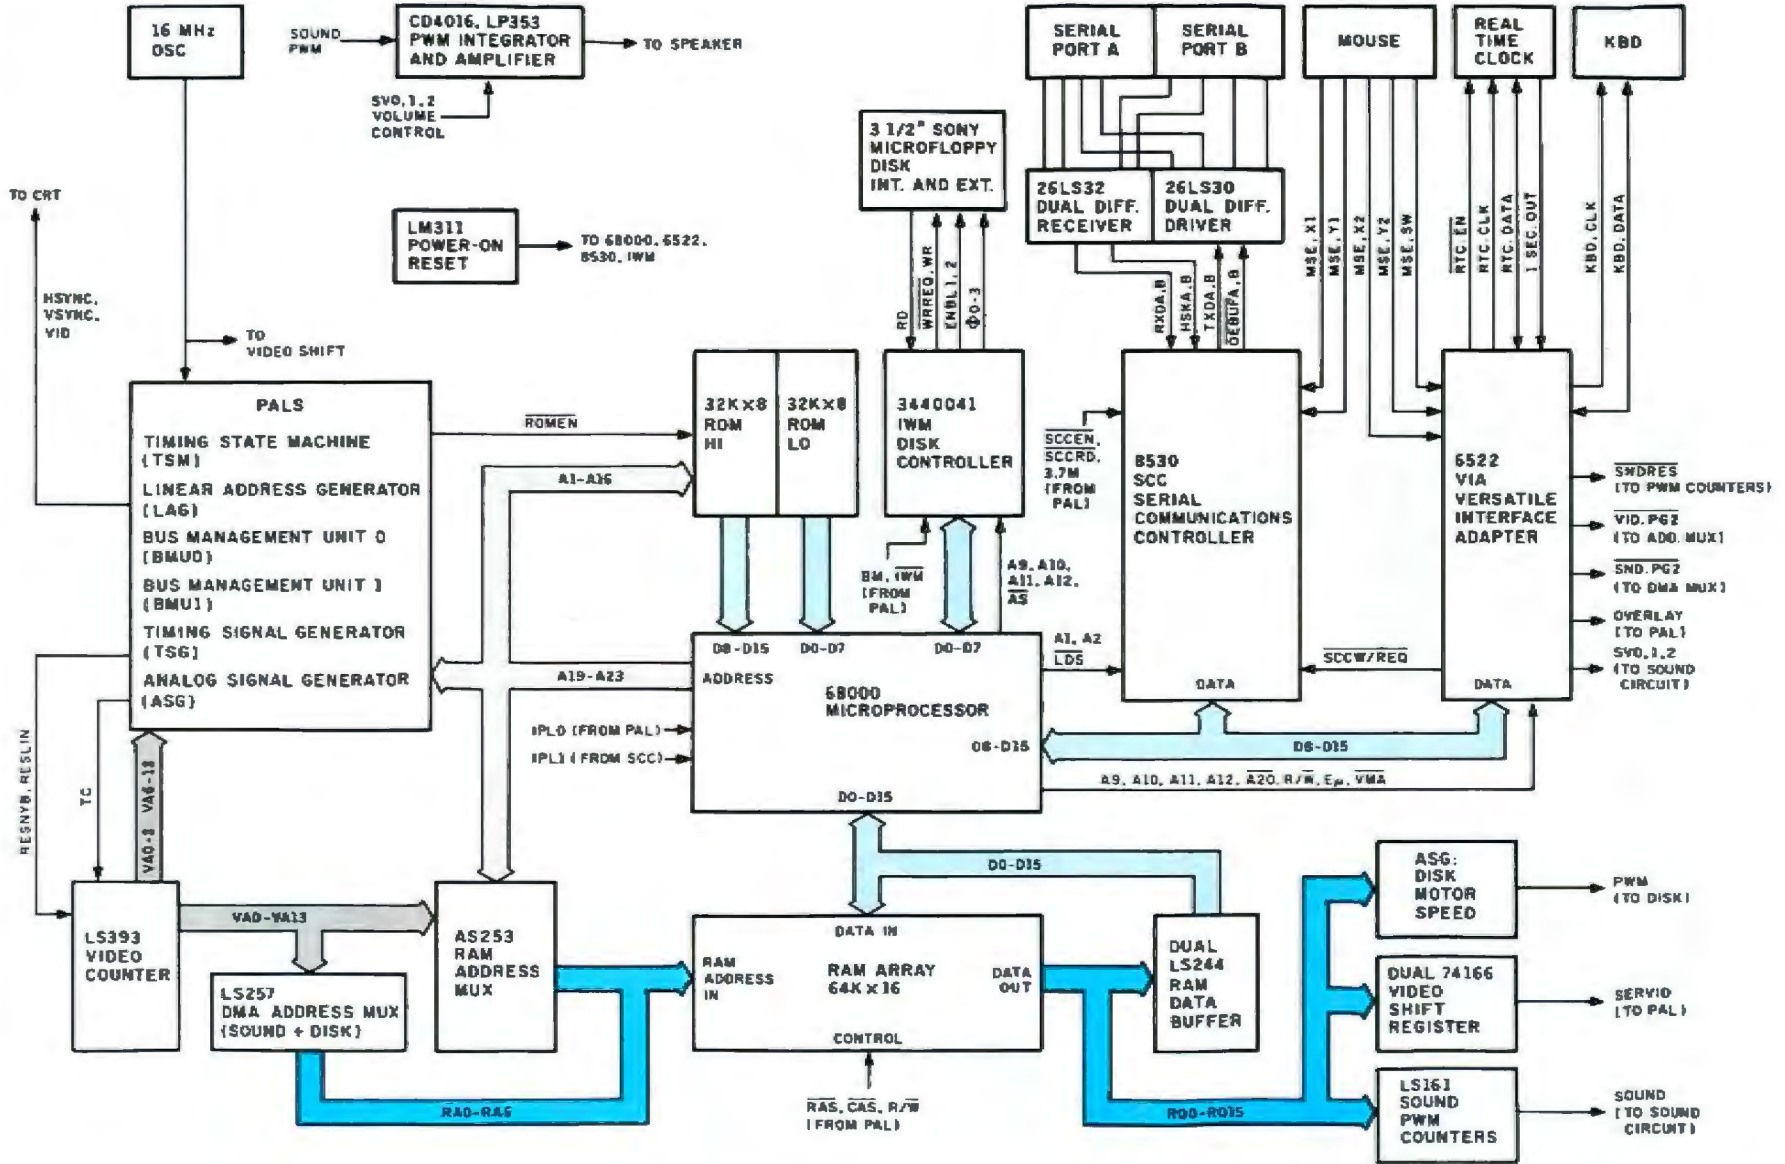 16 MHz
OSC
SOUND
PWM
CD4016, LP353
PWM INTEGRATOR
AND AMPLIFIER
TO SPEAKER
SV0,1,2
VOLUME
CONTROL
SERIAL
PORT A
SERIAL
PORT B
MOUSE
REAL
TIME
CLOCK
KBD
3 1/2" SONY
MICROFLOPPY
DISK
INT. AND EXT.
26LS32
DUAL DIFF.
RECEIVER
26LS30
DUAL DIFF.
DRIVER
TO CRT
LM311
POWER-ON
RESET
TO 68000, 6522,
8530, IWM
HSYNC,
VSYNC,
VID
TO
VIDEO SHIFT
RD
WRREQ, WR
ENBL1, 2
Φ0-3
RXDA,B
HSKA,B
TXDA,B
OEBUFA,B
MSE,X1
MSE,Y1
MSE,X2
MSE,Y2
MSE,SW
RTC.EN
RTC.CLK
RTC.DATA
1 SEC.OUT
KBD.CLK
KBD.DATA
PALS
TIMING STATE MACHINE
(TSM)
LINEAR ADDRESS GENERATOR
(LAG)
BUS MANAGEMENT UNIT 0
(BMU0)
BUS MANAGEMENT UNIT 1
(BMU1)
TIMING SIGNAL GENERATOR
(TSG)
ANALOG SIGNAL GENERATOR
(ASG)
ROMEN
32K×8
ROM
HI
32K×8
ROM
LO
3440041
IWM
DISK
CONTROLLER
SCCEN,
SCCRD,
3.7M
(FROM
PAL)
8530
SCC
SERIAL
COMMUNICATIONS
CONTROLLER
DATA
6522
VIA
VERSATILE
INTERFACE
ADAPTER
DATA
SNDRES
(TO PWM COUNTERS)
VID.PG2
(TO ADD. MUX)
SND.PG2
(TO DMA MUX)
OVERLAY
(TO PAL)
SV0,1,2
(TO SOUND
CIRCUIT)
A1-A16
8M, IWM
(FROM
PAL)
A9, A10,
A11, A12,
AS
A1, A2
LDS
SCCW/REQ
A19-A23
D8-D15
D0-D7
D0-D7
ADDRESS
68000
MICROPROCESSOR
D8-D15
D0-D15
IPL0 (FROM PAL)
IPL1 (FROM SCC)
D8-D15
A9, A10, A11, A12, A20, R/W, Eμ, VMA
RESNYB, RESLIN
TC
VA0-3 VA6-13
LS393
VIDEO
COUNTER
VA0-VA13
LS257
DMA ADDRESS MUX
(SOUND + DISK)
AS253
RAM
ADDRESS
MUX
RA0-RA6
D0-D15
DATA IN
RAM
ADDRESS
IN
RAM ARRAY
64K×16
DATA
OUT
CONTROL
RAS, CAS, R/W
(FROM PAL)
DUAL
LS244
RAM
DATA
BUFFER
RD0-RD15
ASG:
DISK
MOTOR
SPEED
PWM
(TO DISK)
DUAL 74166
VIDEO
SHIFT
REGISTER
SERVID
(TO PAL)
LS161
SOUND
PWM
COUNTERS
SOUND
(TO SOUND
CIRCUIT)